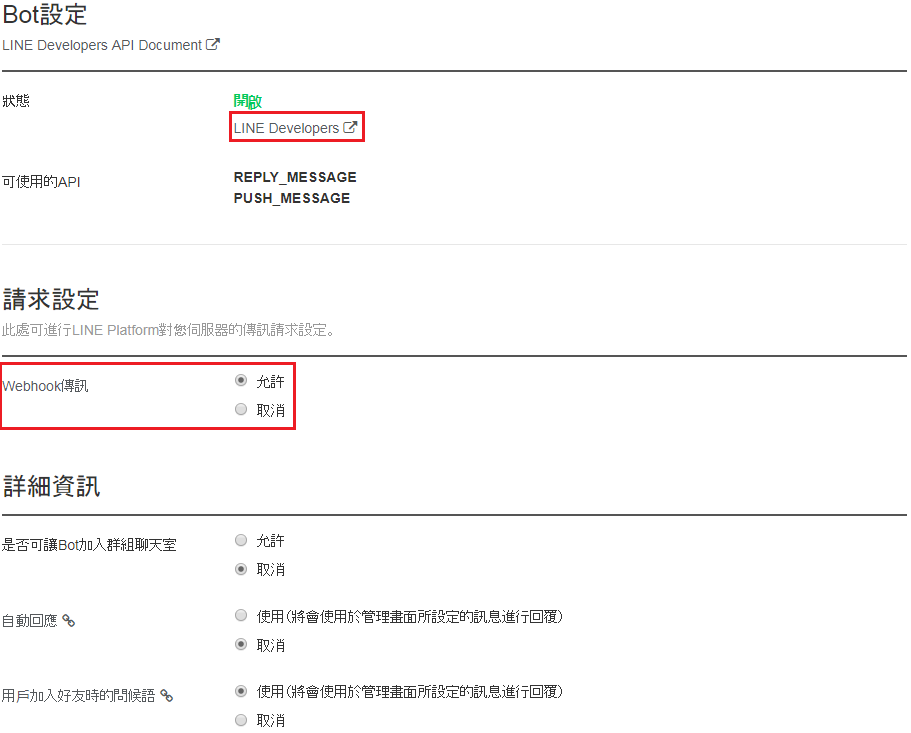 Bot設定
LINE Developers API Document
狀態
開啟
LINE Developers
可使用的API
REPLY_MESSAGE
PUSH_MESSAGE
請求設定
此處可進行LINE Platform對您伺服器的傳訊請求設定。
Webhook傳訊
允許
取消
詳細資訊
是否可讓Bot加入群組聊天室
允許
取消
自動回應
使用(將會使用於管理畫面所設定的訊息進行回覆)
取消
用戶加入好友時的問候語
使用(將會使用於管理畫面所設定的訊息進行回覆)
取消